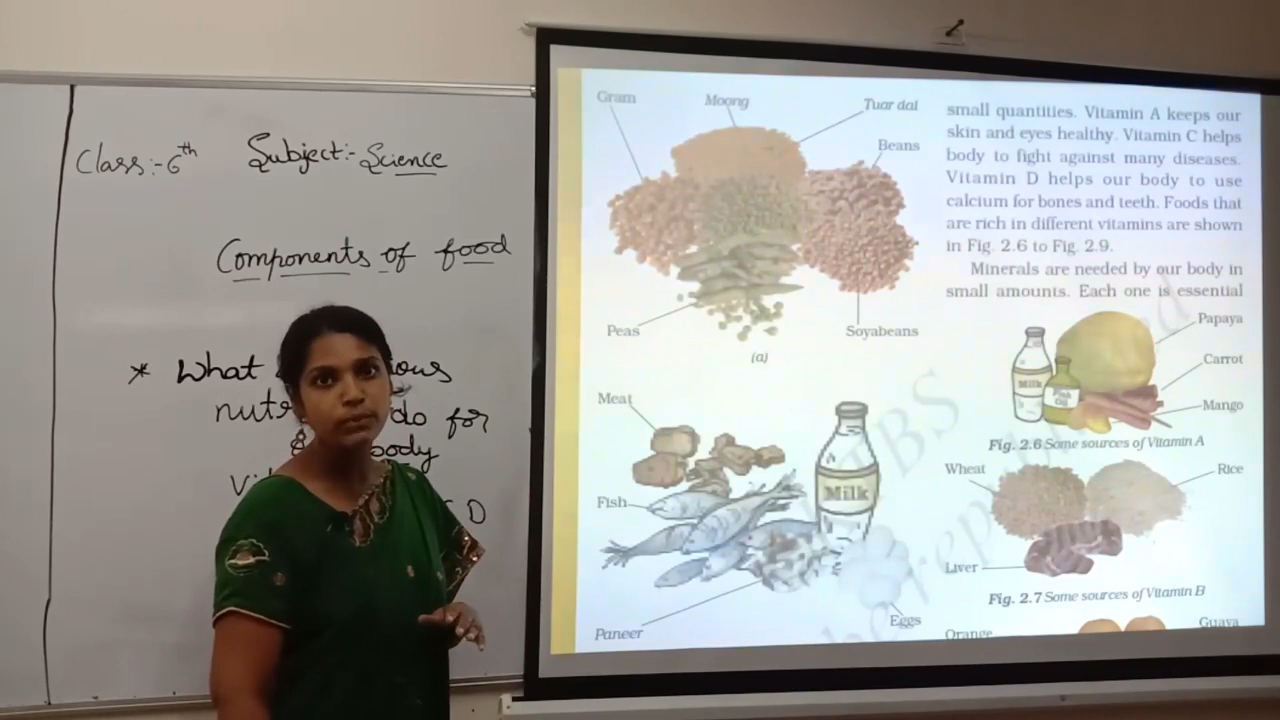 Class:- 6th Subject:- Science
Components of food
* What ious
nut do for
body
D
Gram
Moong
Tuar dal
Beans
Peas
Soyabeans
(a)
Meat
Fish
Milk
Paneer
Eggs
small quantities. Vitamin A keeps our
skin and eyes healthy. Vitamin C helps
body to fight against many diseases.
Vitamin D helps our body to use
calcium for bones and teeth. Foods that
are rich in different vitamins are shown
in Fig. 2.6 to Fig. 2.9.
Minerals are needed by our body in
small amounts. Each one is essential
Papaya
Carrot
Milk
Fish
Oil
Mango
Fig. 2.6 Some sources of Vitamin A
Wheat
Rice
Liver
Fig. 2.7 Some sources of Vitamin B
Orange
Guava